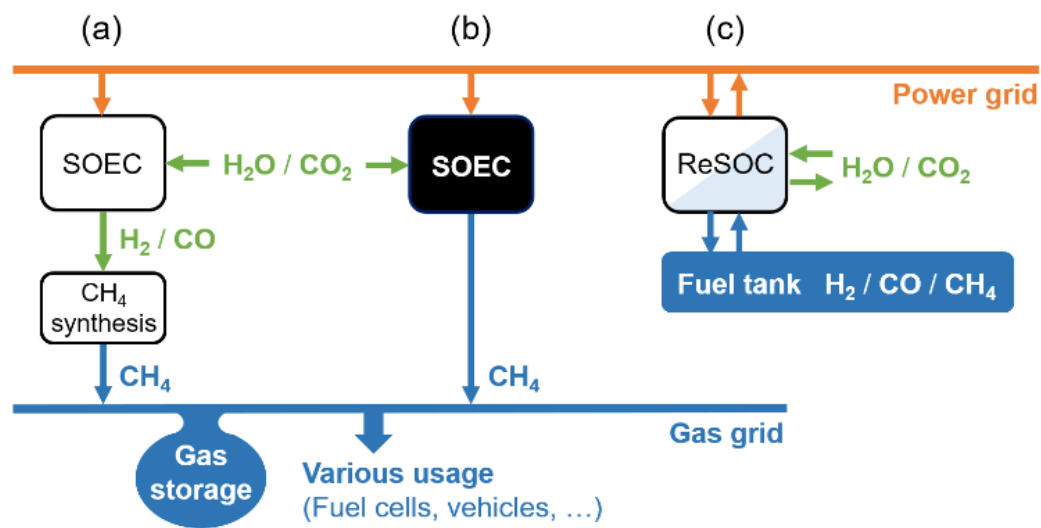 (a)
(b)
(c)
Power grid
SOEC
H₂O / CO₂
SOEC
ReSOC
H₂O / CO₂
H₂ / CO
Fuel tank H₂ / CO / CH₄
CH₄
synthesis
CH₄
CH₄
Gas grid
Gas
storage
Various usage
(Fuel cells, vehicles, …)